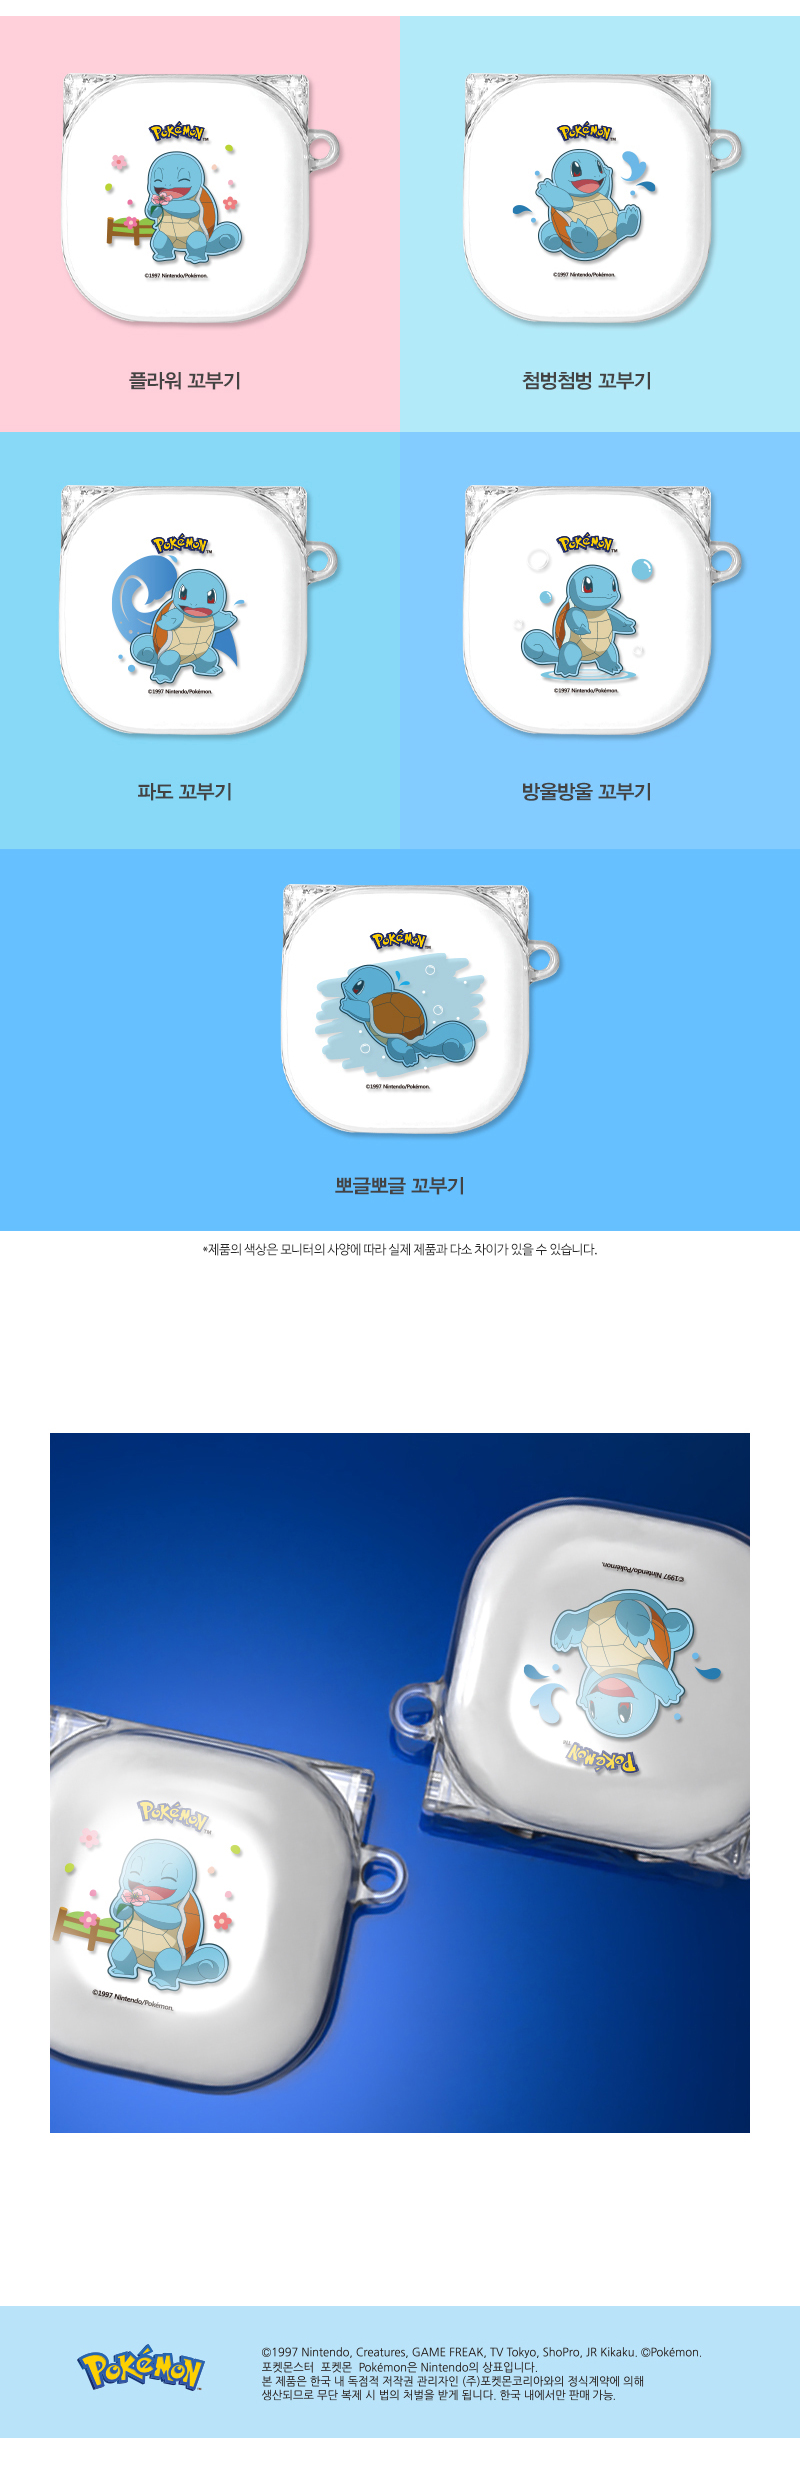 POKéMON TM
POKéMON TM
©1997 Nintendo/Pokémon.
©1997 Nintendo/Pokémon.
플라워 꼬부기
첨벙첨벙 꼬부기
POKéMON TM
POKéMON TM
©1997 Nintendo/Pokémon.
©1997 Nintendo/Pokémon.
파도 꼬부기
방울방울 꼬부기
POKéMON TM
©1997 Nintendo/Pokémon.
뽀글뽀글 꼬부기
*제품의 색상은 모니터의 사양에 따라 실제 제품과 다소 차이가 있을 수 있습니다.
©1997 Nintendo/Pokémon.
POKéMON TM
POKéMON TM
©1997 Nintendo/Pokémon.
POKéMON TM
©1997 Nintendo, Creatures, GAME FREAK, TV Tokyo, ShoPro, JR Kikaku. ©Pokémon.
포켓몬스터 포켓몬 Pokémon은 Nintendo의 상표입니다.
본 제품은 한국 내 독점적 저작권 관리자인 (주)포켓몬코리아와의 정식계약에 의해
생산되므로 무단 복제 시 법의 처벌을 받게 됩니다. 한국 내에서만 판매 가능.